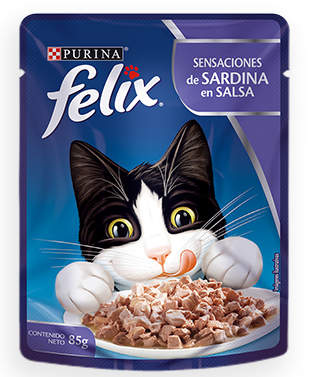 PURINA
felix
SENSACIONES
de SARDINA
en SALSA
CONTENIDO
NETO 85g